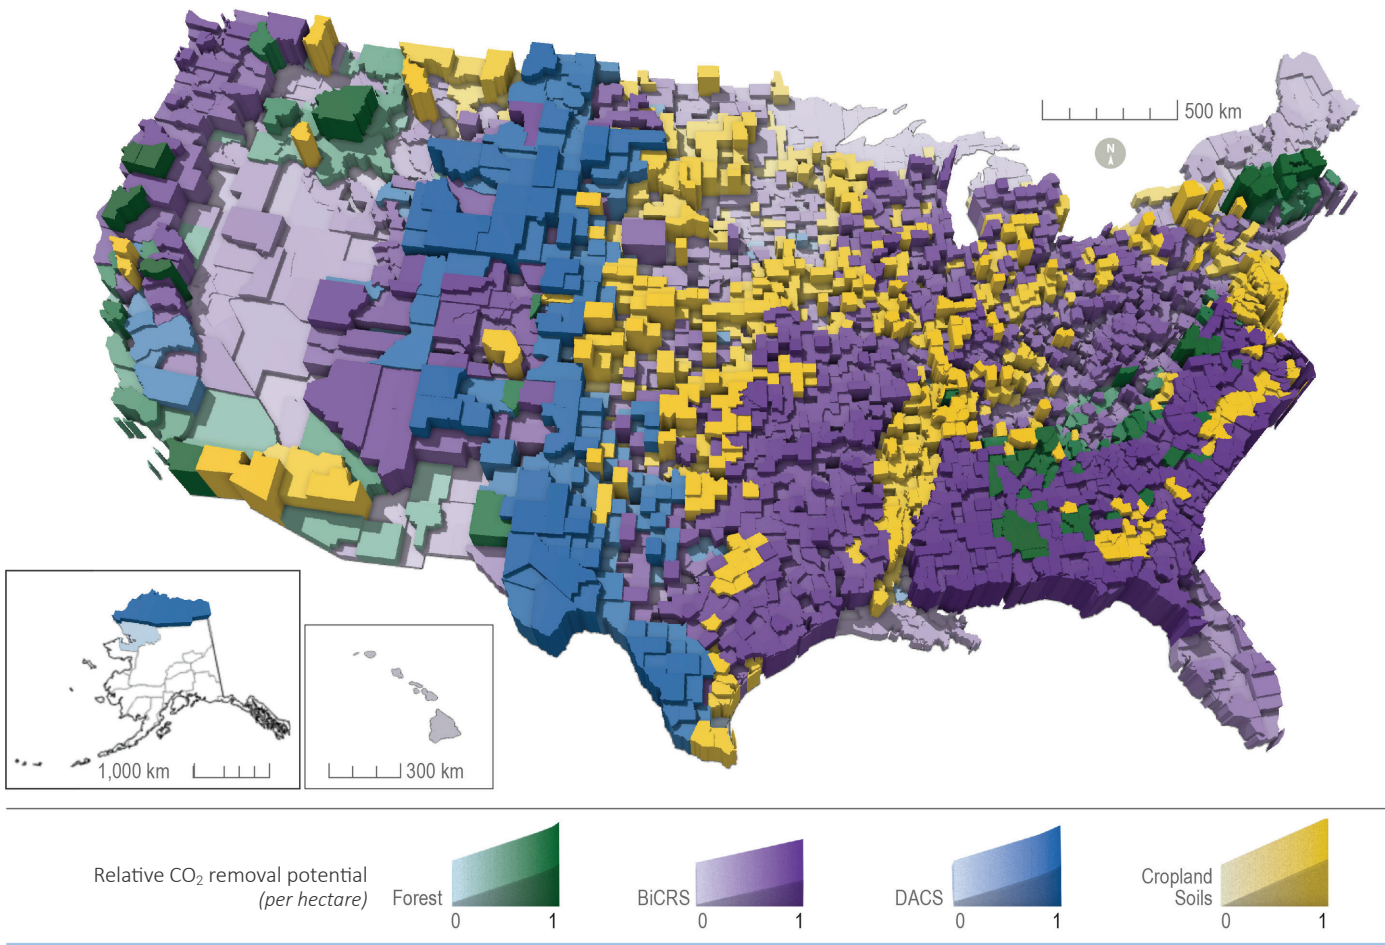 500 km
N
1,000 km
300 km
Relative CO₂ removal potential
(per hectare)
Forest
0 1
BiCRS
0 1
DACS
0 1
Cropland
Soils
0 1